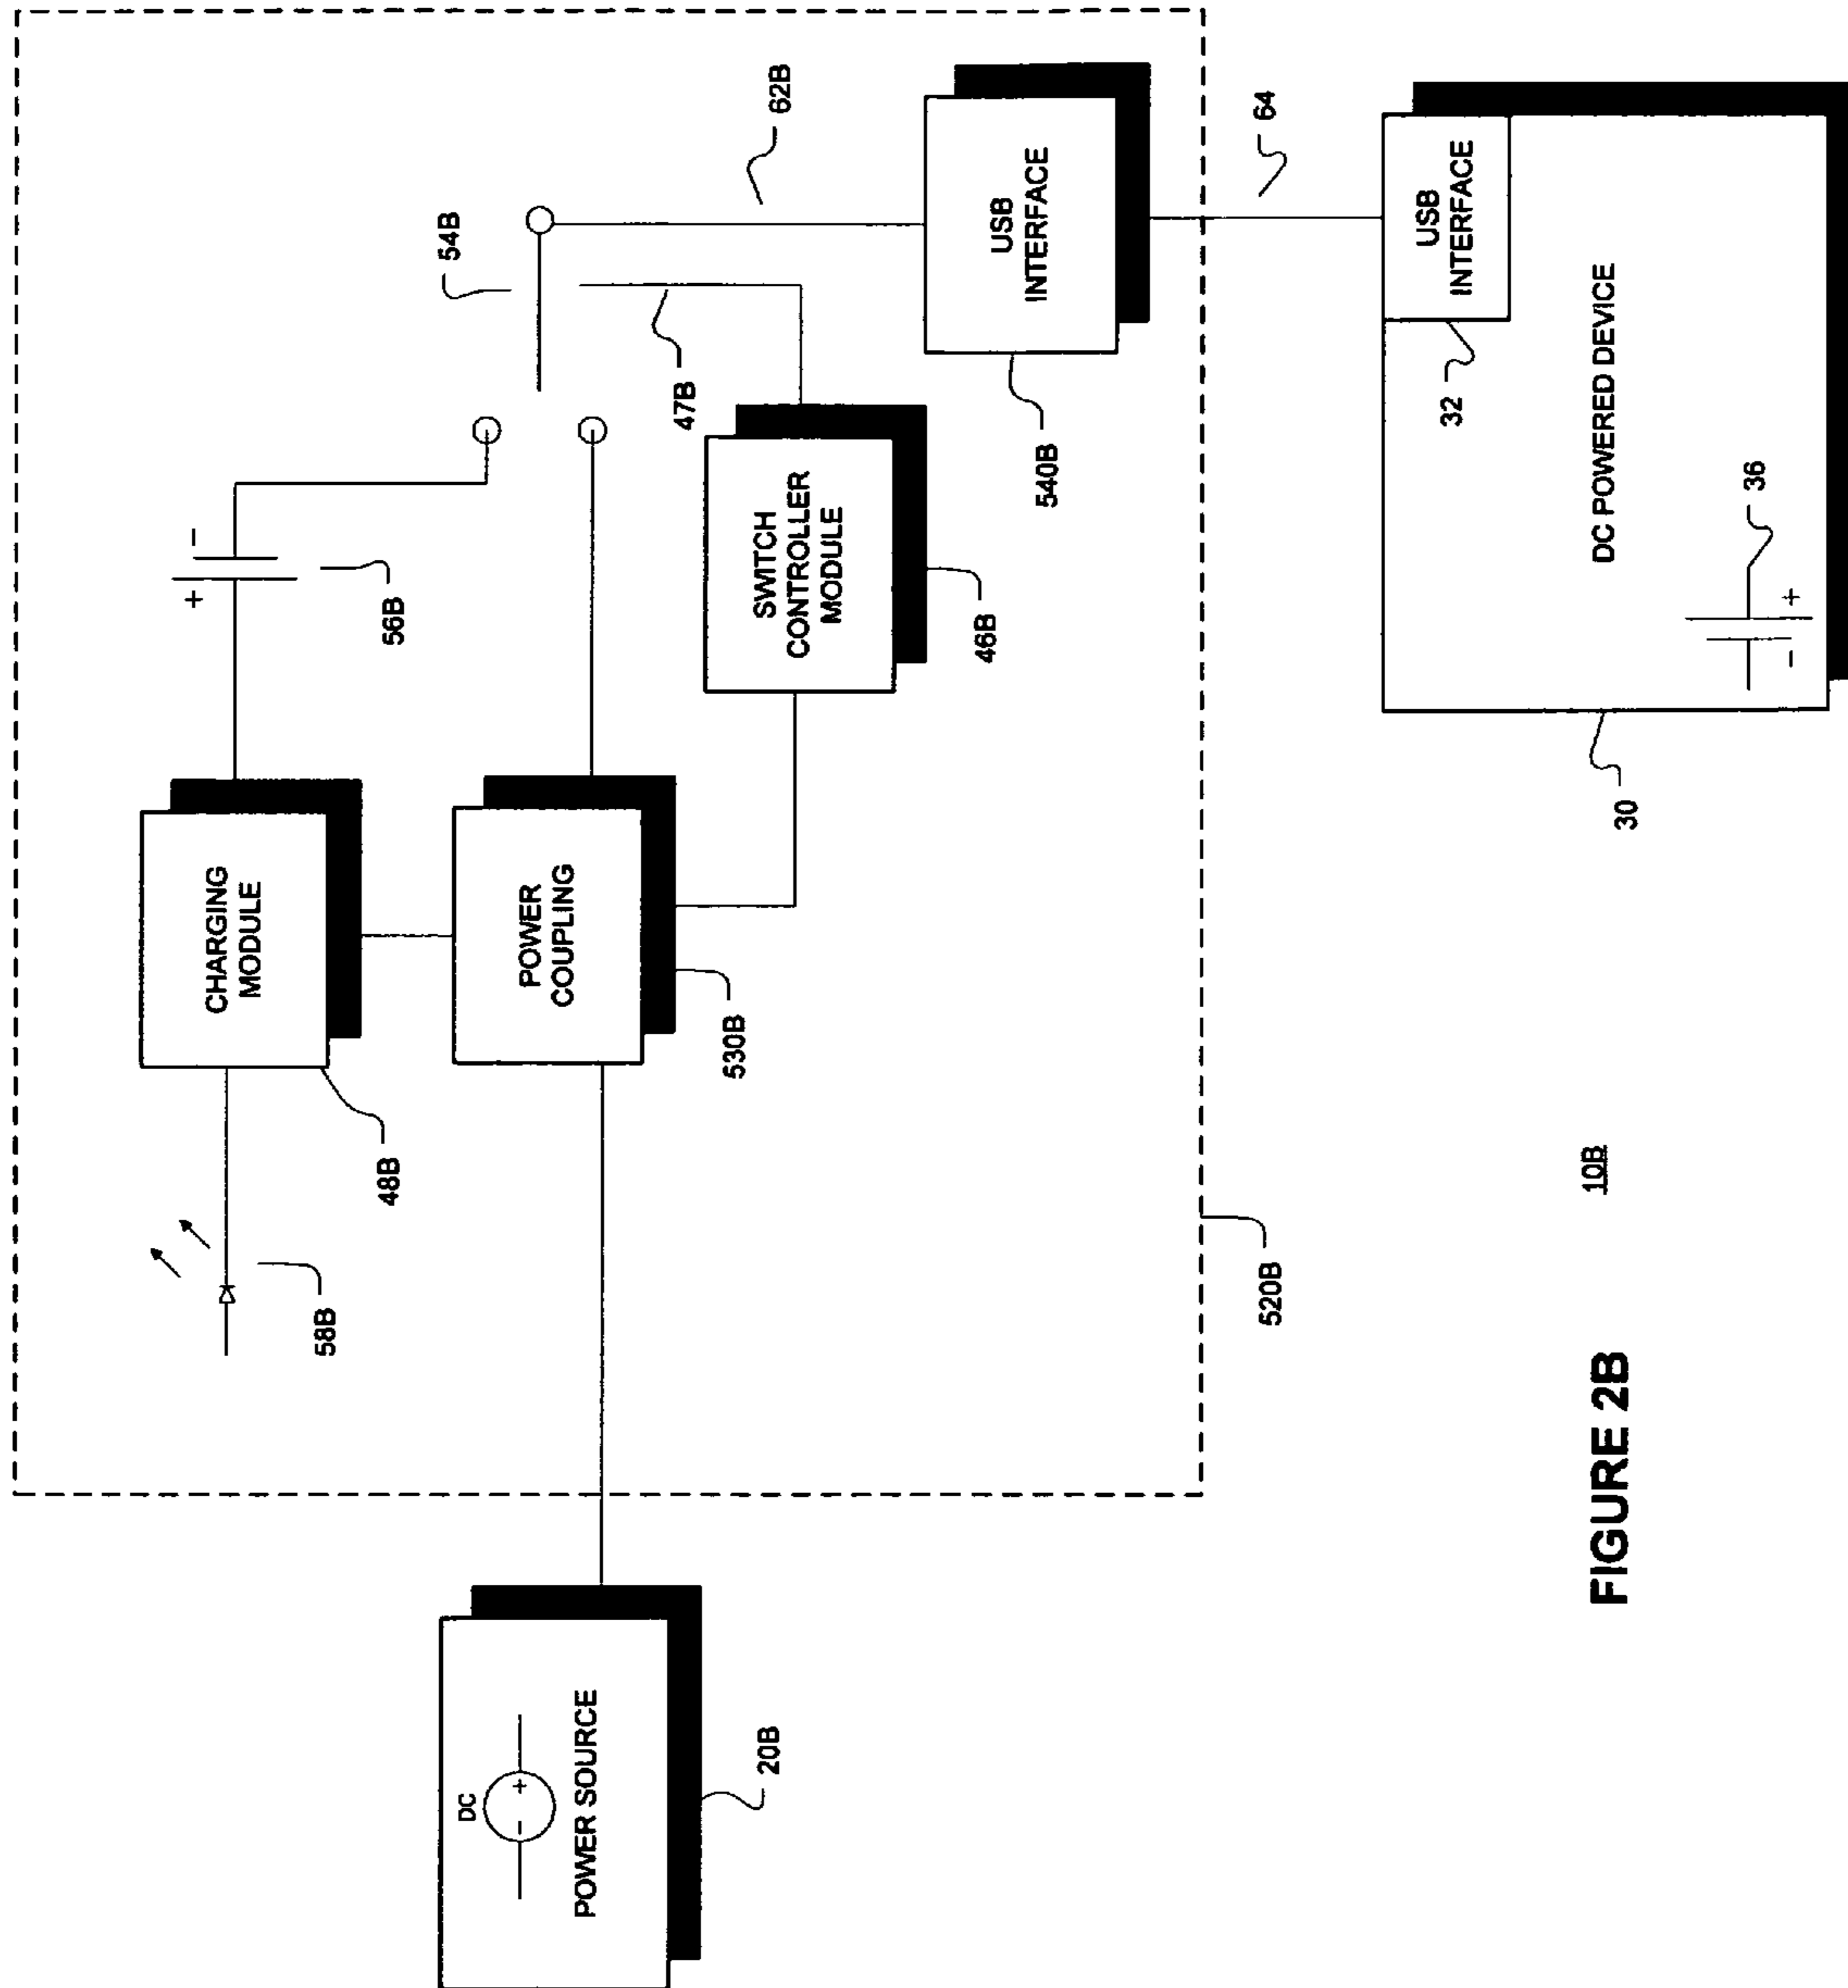 58B
CHARGING
MODULE
48B
+
-
56B
54B
62B
DC
- +
POWER SOURCE
20B
POWER
COUPLING
530B
47B
SWITCH
CONTROLLER
MODULE
46B
USB
INTERFACE
540B
520B
64
USB
INTERFACE
32
DC POWERED DEVICE
36
- +
30
10B
FIGURE 2B